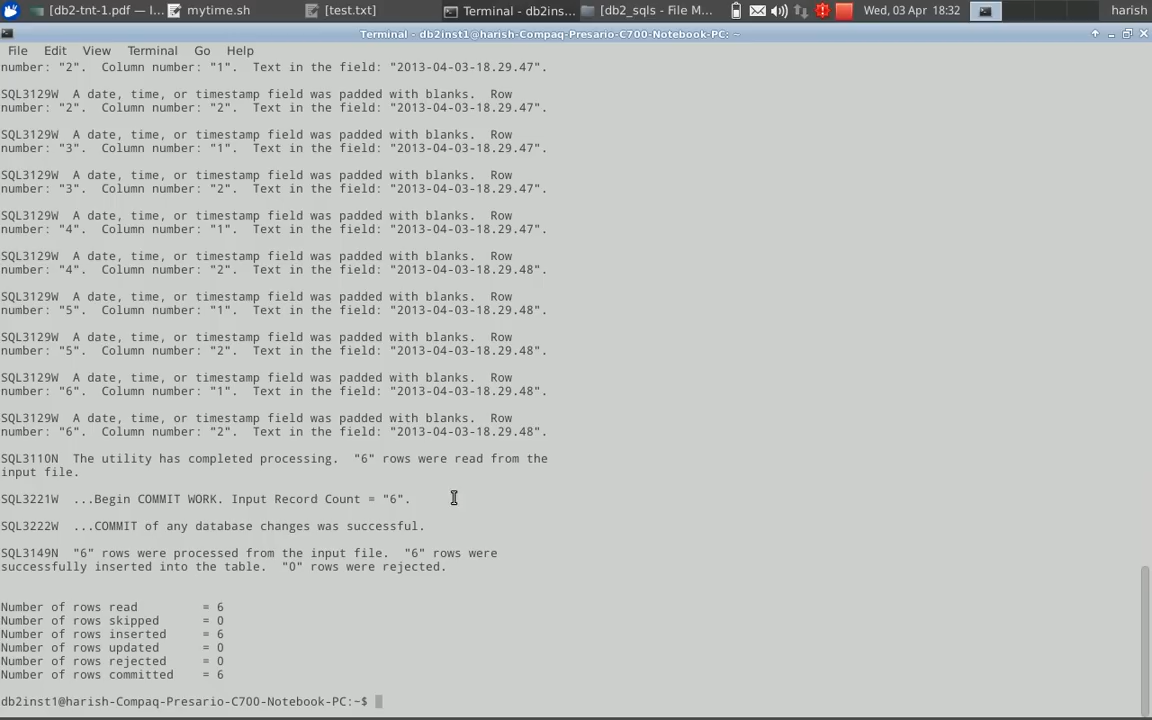 [db2-tnt-1.pdf — I... mytime.sh [test.txt] Terminal - db2ins... [db2_sqls - File M... Wed, 03 Apr 18:32 harish
Terminal - db2inst1@harish-Compaq-Presario-C700-Notebook-PC: ~
File Edit View Terminal Go Help
number: "2".  Column number: "1".  Text in the field: "2013-04-03-18.29.47".
SQL3129W  A date, time, or timestamp field was padded with blanks.  Row
number: "2".  Column number: "2".  Text in the field: "2013-04-03-18.29.47".
SQL3129W  A date, time, or timestamp field was padded with blanks.  Row
number: "3".  Column number: "1".  Text in the field: "2013-04-03-18.29.47".
SQL3129W  A date, time, or timestamp field was padded with blanks.  Row
number: "3".  Column number: "2".  Text in the field: "2013-04-03-18.29.47".
SQL3129W  A date, time, or timestamp field was padded with blanks.  Row
number: "4".  Column number: "1".  Text in the field: "2013-04-03-18.29.47".
SQL3129W  A date, time, or timestamp field was padded with blanks.  Row
number: "4".  Column number: "2".  Text in the field: "2013-04-03-18.29.48".
SQL3129W  A date, time, or timestamp field was padded with blanks.  Row
number: "5".  Column number: "1".  Text in the field: "2013-04-03-18.29.48".
SQL3129W  A date, time, or timestamp field was padded with blanks.  Row
number: "5".  Column number: "2".  Text in the field: "2013-04-03-18.29.48".
SQL3129W  A date, time, or timestamp field was padded with blanks.  Row
number: "6".  Column number: "1".  Text in the field: "2013-04-03-18.29.48".
SQL3129W  A date, time, or timestamp field was padded with blanks.  Row
number: "6".  Column number: "2".  Text in the field: "2013-04-03-18.29.48".
SQL3110N  The utility has completed processing.  "6" rows were read from the
input file.
SQL3221W  ...Begin COMMIT WORK. Input Record Count = "6".
SQL3222W  ...COMMIT of any database changes was successful.
SQL3149N  "6" rows were processed from the input file.  "6" rows were
successfully inserted into the table.  "0" rows were rejected.
Number of rows read         = 6
Number of rows skipped      = 0
Number of rows inserted     = 6
Number of rows updated      = 0
Number of rows rejected     = 0
Number of rows committed    = 6
db2inst1@harish-Compaq-Presario-C700-Notebook-PC:~$